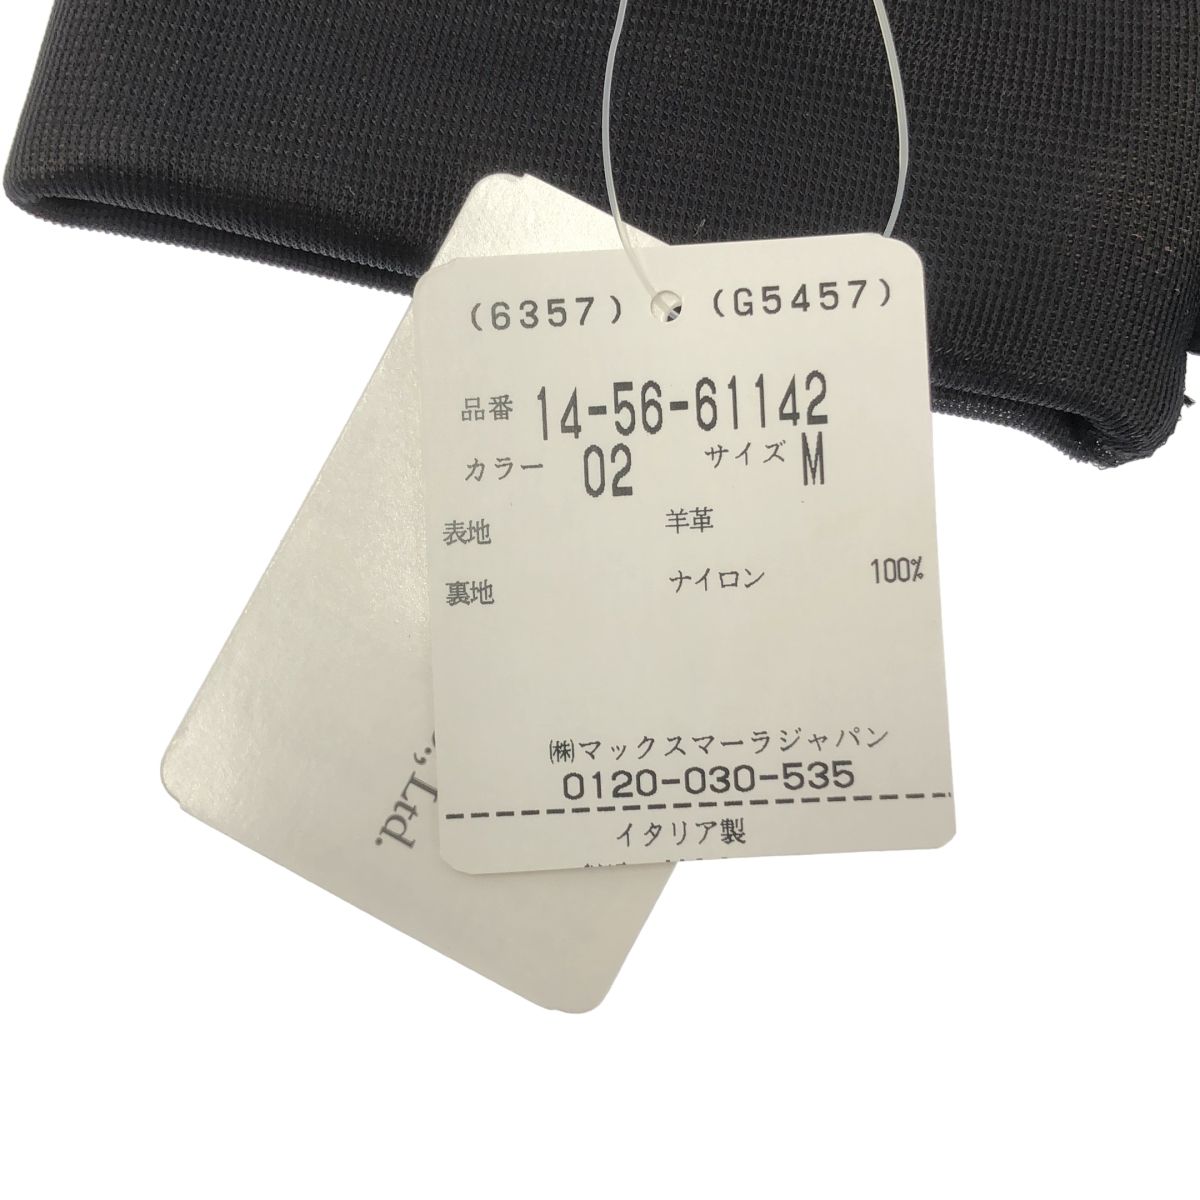 (6357) (G5457)
品番 14-56-61142
カラー 02 サイズ M
表地 羊革
裏地 ナイロン 100%
㈱マックスマーラジャパン
0120-030-535
イタリア製
.,Ltd.